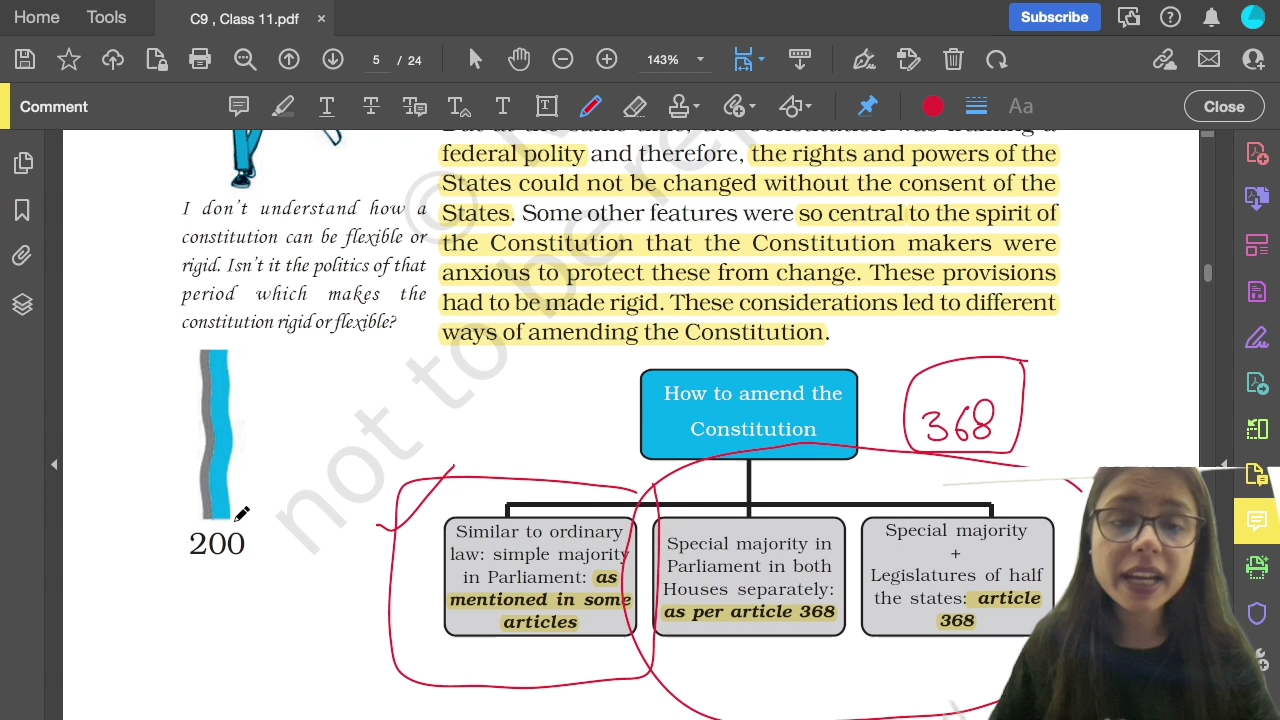 Home
Tools
C9 , Class 11.pdf
×
Subscribe
5 / 24
143%
Comment
Aa
Close
federal polity and therefore, the rights and powers of the
States could not be changed without the consent of the
States. Some other features were so central to the spirit of
the Constitution that the Constitution makers were
anxious to protect these from change. These provisions
had to be made rigid. These considerations led to different
ways of amending the Constitution.
I don't understand how a
constitution can be flexible or
rigid. Isn't it the politics of that
period which makes the
constitution rigid or flexible?
200
not to be re
How to amend the
Constitution
368
Similar to ordinary
law: simple majority
in Parliament: as
mentioned in some
articles
Special majority in
Parliament in both
Houses separately:
as per article 368
Special majority
+
Legislatures of half
the states: article
368